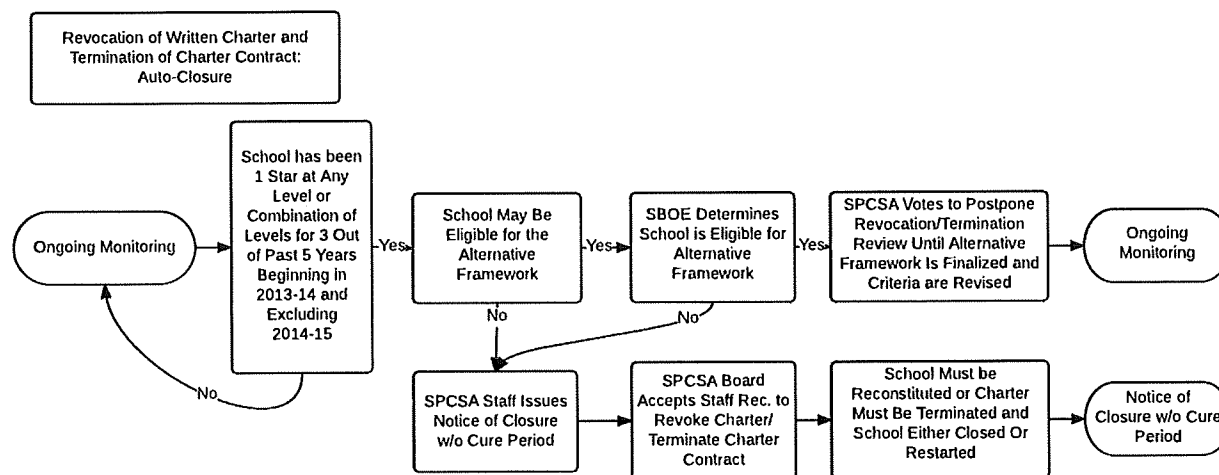 Revocation of Written Charter and
Termination of Charter Contract:
Auto-Closure
Ongoing Monitoring
School has been
1 Star at Any
Level or
Combination of
Levels for 3 Out
of Past 5 Years
Beginning in
2013-14 and
Excluding
2014-15
No
Yes
School May Be
Eligible for the
Alternative
Framework
Yes
No
SBOE Determines
School is Eligible for
Alternative
Framework
Yes
No
SPCSA Votes to Postpone
Revocation/Termination
Review Until Alternative
Framework Is Finalized and
Criteria are Revised
Ongoing
Monitoring
SPCSA Staff Issues
Notice of Closure
w/o Cure Period
SPCSA Board
Accepts Staff Rec. to
Revoke Charter/
Terminate Charter
Contract
School Must be
Reconstituted or Charter
Must Be Terminated and
School Either Closed Or
Restarted
Notice of
Closure w/o Cure
Period